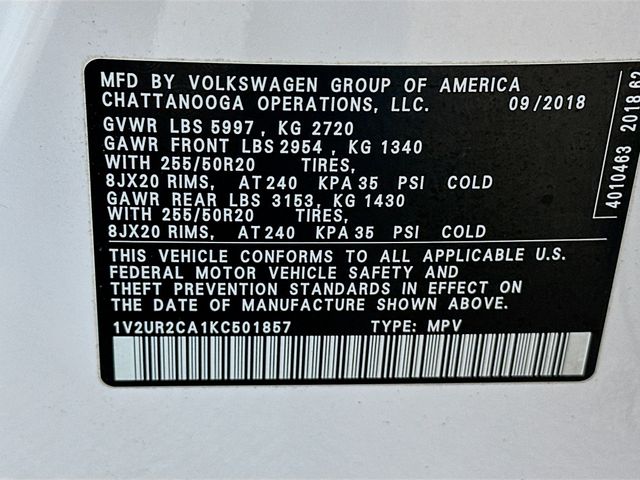 MFD BY VOLKSWAGEN GROUP OF AMERICA
CHATTANOOGA OPERATIONS, LLC. 09/2018
GVWR LBS 5997, KG 2720
GAWR FRONT LBS 2954, KG 1340
WITH 255/50R20 TIRES,
8JX20 RIMS, AT 240 KPA 35 PSI COLD
GAWR REAR LBS 3153, KG 1430
WITH 255/50R20 TIRES,
8JX20 RIMS, AT 240 KPA 35 PSI COLD
THIS VEHICLE CONFORMS TO ALL APPLICABLE U.S.
FEDERAL MOTOR VEHICLE SAFETY AND
THEFT PREVENTION STANDARDS IN EFFECT ON
THE DATE OF MANUFACTURE SHOWN ABOVE.
1V2UR2CA1KC501857 TYPE: MPV
4010463 2018 62